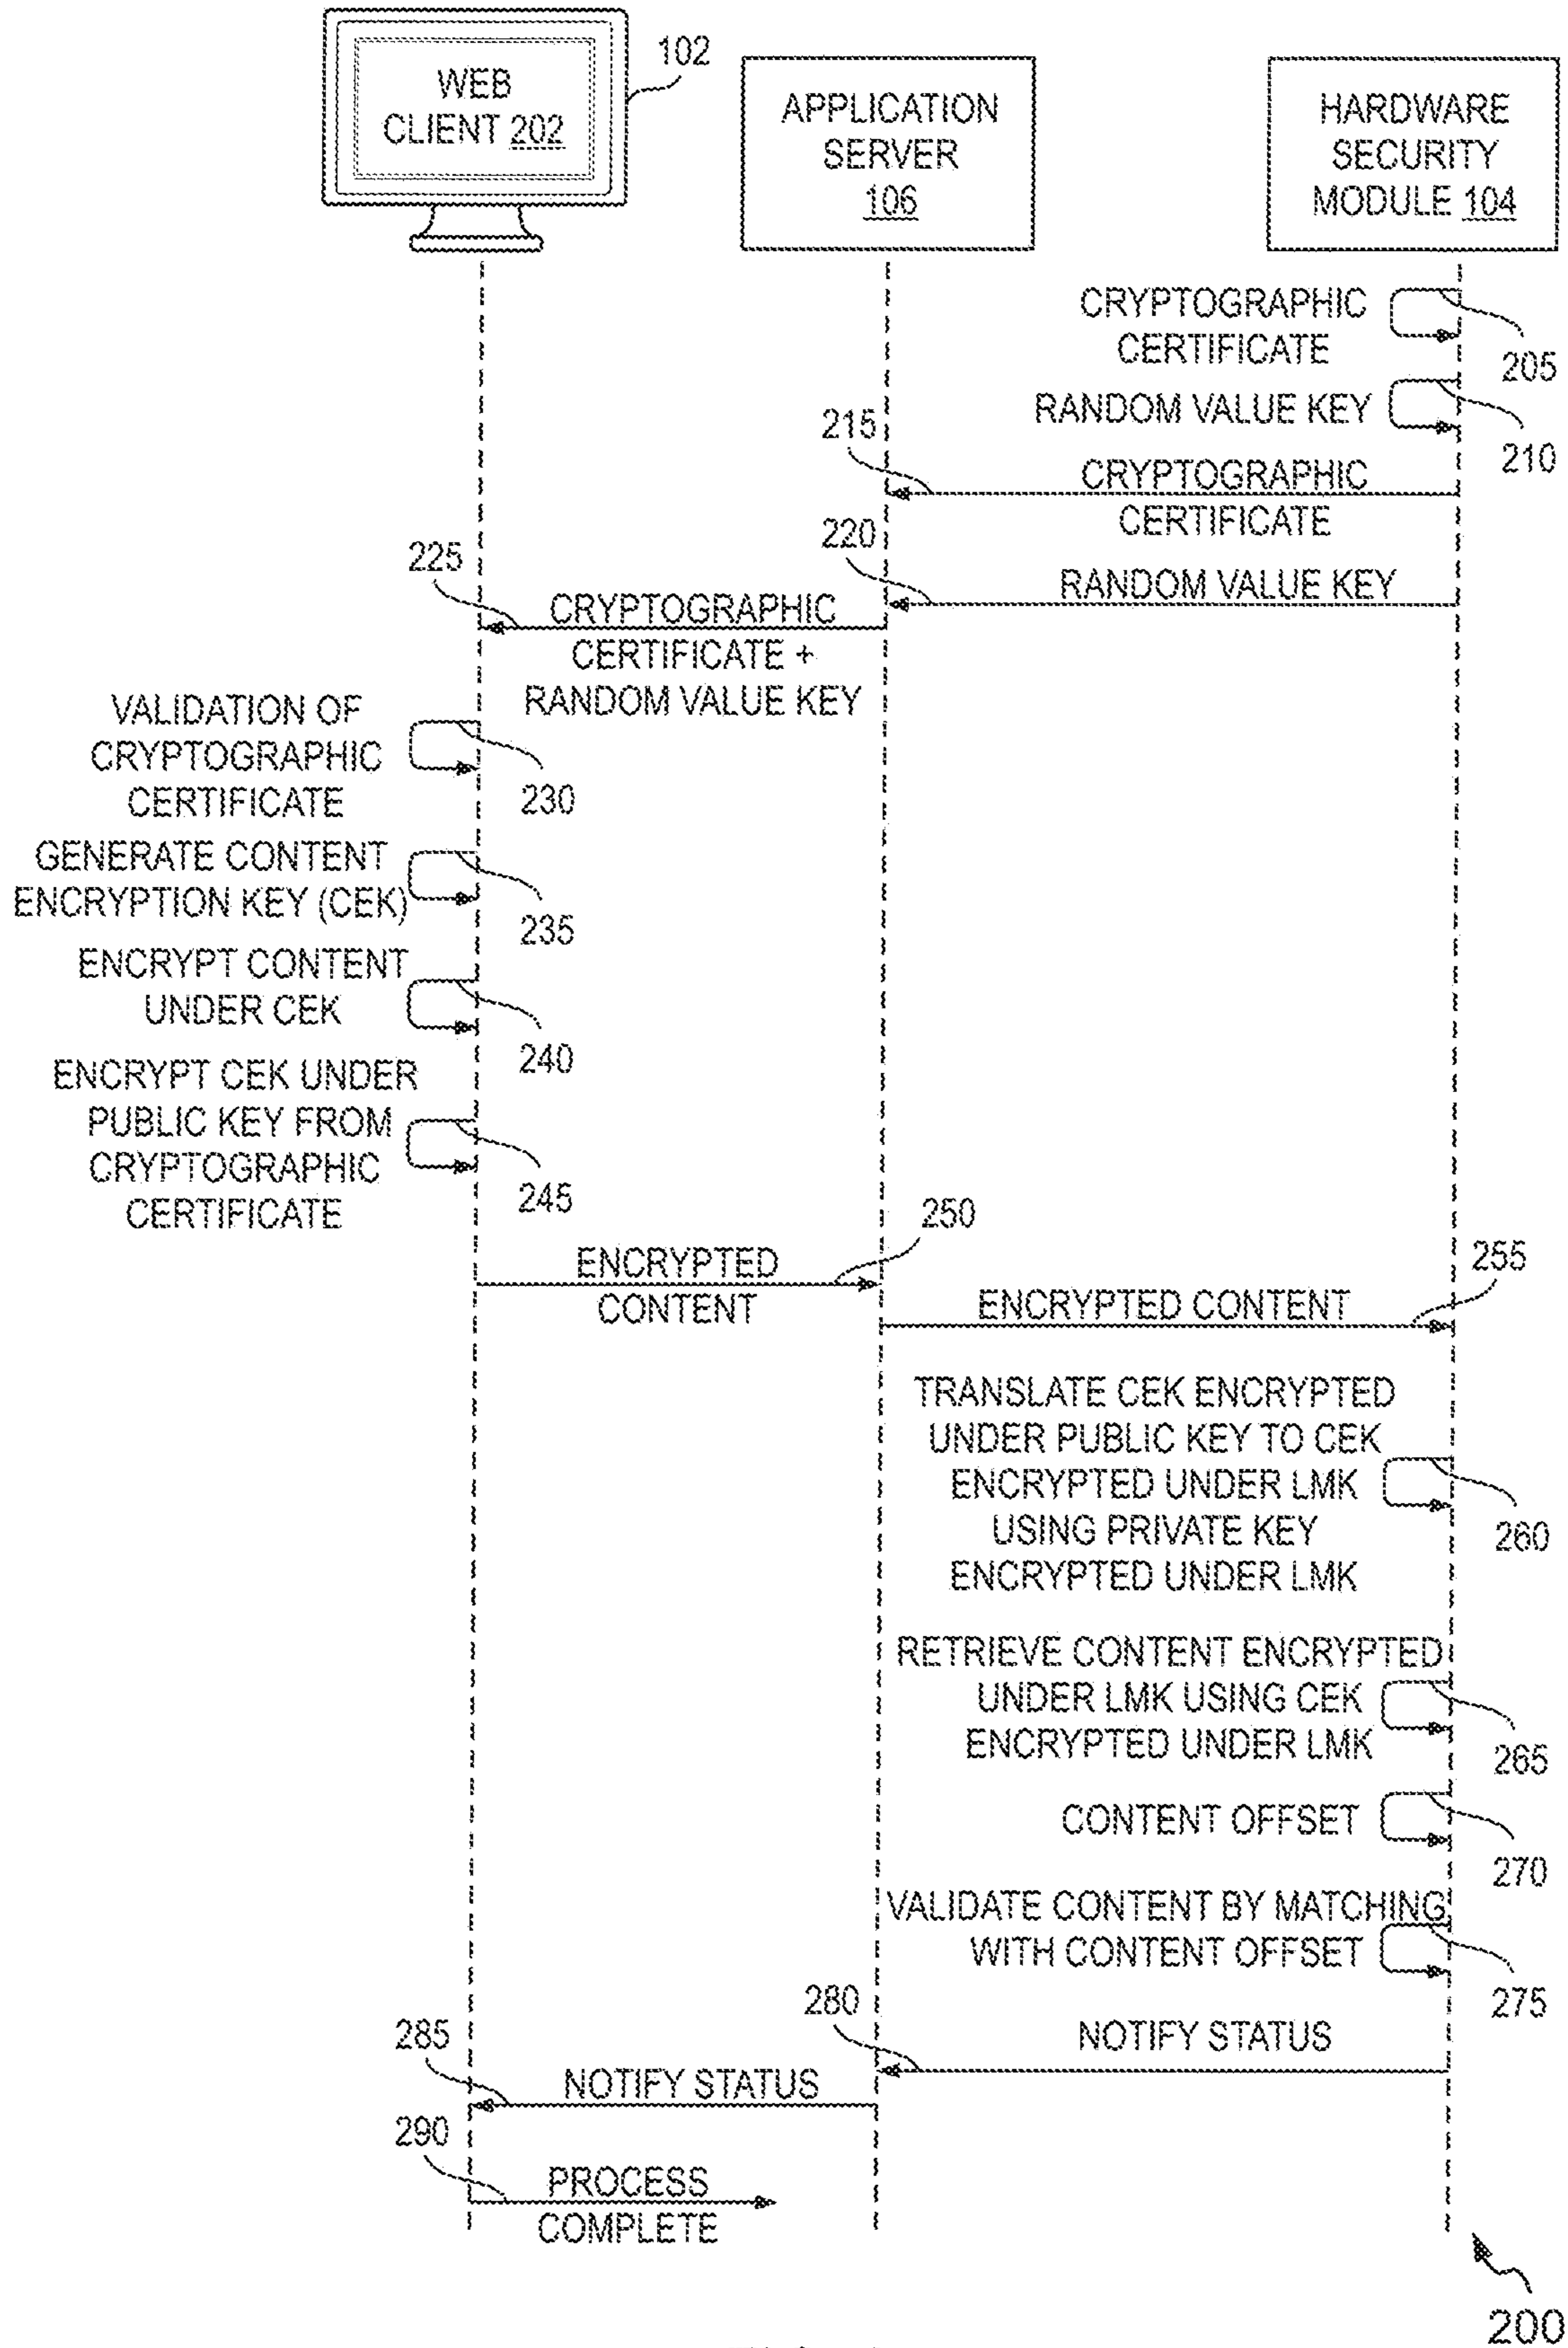 WEB
CLIENT 202
102
APPLICATION
SERVER
106
HARDWARE
SECURITY
MODULE 104
CRYPTOGRAPHIC
CERTIFICATE
205
RANDOM VALUE KEY
210
215
CRYPTOGRAPHIC
CERTIFICATE
220
RANDOM VALUE KEY
225
CRYPTOGRAPHIC
CERTIFICATE +
RANDOM VALUE KEY
VALIDATION OF
CRYPTOGRAPHIC
CERTIFICATE
230
GENERATE CONTENT
ENCRYPTION KEY (CEK)
235
ENCRYPT CONTENT
UNDER CEK
240
ENCRYPT CEK UNDER
PUBLIC KEY FROM
CRYPTOGRAPHIC
CERTIFICATE
245
250
ENCRYPTED
CONTENT
255
ENCRYPTED CONTENT
TRANSLATE CEK ENCRYPTED
UNDER PUBLIC KEY TO CEK
ENCRYPTED UNDER LMK
USING PRIVATE KEY
ENCRYPTED UNDER LMK
260
RETRIEVE CONTENT ENCRYPTED
UNDER LMK USING CEK
ENCRYPTED UNDER LMK
265
CONTENT OFFSET
270
VALIDATE CONTENT BY MATCHING
WITH CONTENT OFFSET
275
280
NOTIFY STATUS
285
NOTIFY STATUS
290
PROCESS
COMPLETE
200